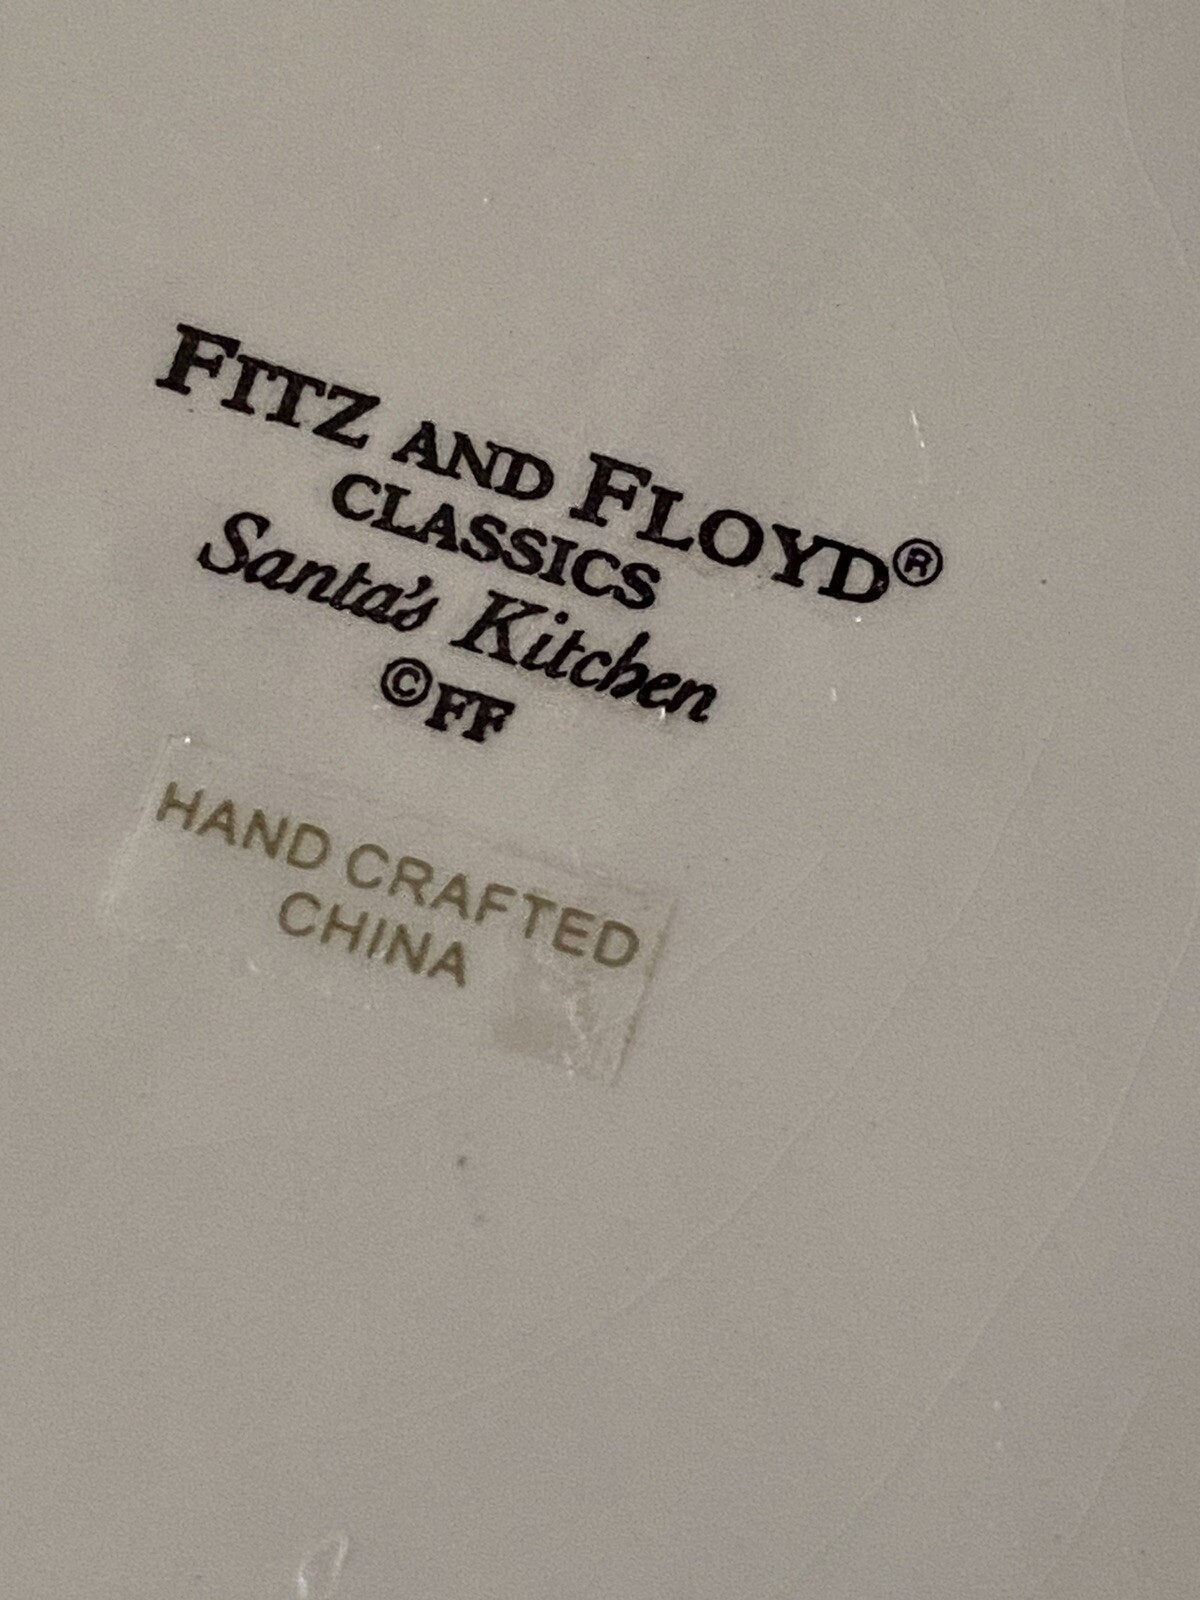 FITZ AND FLOYD®
CLASSICS
Santa's Kitchen
©FF
HAND CRAFTED
CHINA